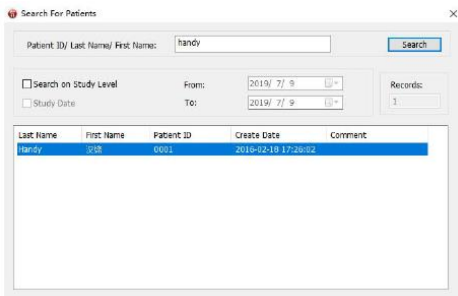 Search For Patients
Patient ID/ Last Name/ First Name: handy Search
Search on Study Level From: 2019/ 7/ 9 Records:
Study Date To: 2019/ 7/ 9 1
Last Name First Name Patient ID Create Date Comment
Handy 0001 2016-02-18 17:26:02